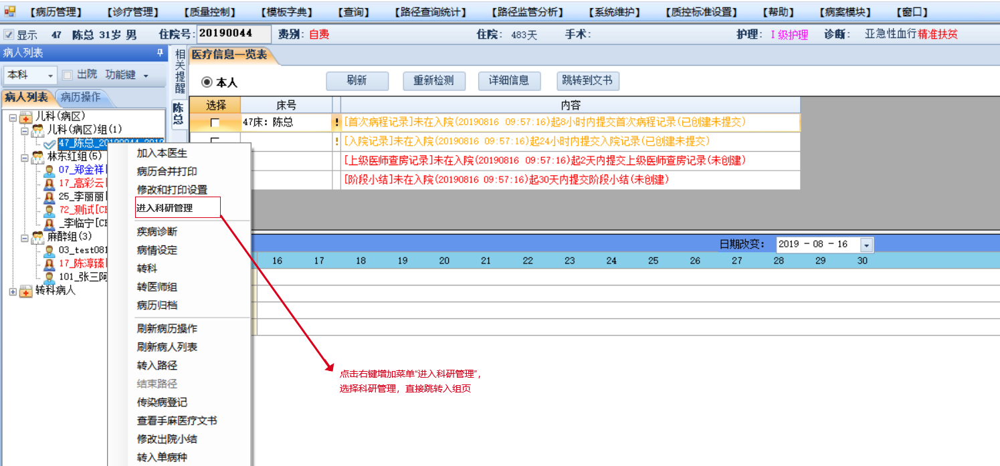 【病历管理】 【诊疗管理】 【质量控制】 【模板字典】 【查询】 【路径查询统计】 【路径监管分析】 【系统维护】 【质控标准设置】 【帮助】 【病案模块】 【窗口】
显示 47 陈总 31岁 男 住院号: 20190044 费别: 自费 住院: 483天 手术: 护理: Ⅰ级护理 诊断: 亚急性血行精准扶贫
病人列表
相关提醒
医疗信息一览表
本科 出院 功能键
本人 刷新 重新检测 详细信息 跳转到文书
病人列表 病历操作
陈总
选择 床号 内容
47床: 陈总 ! [首次病程记录]未在入院(20190816 09:57:16)起8小时内提交首次病程记录(已创建未提交)
! [入院记录]未在入院(20190816 09:57:16)起24小时内提交入院记录(已创建未提交)
[上级医师查房记录]未在入院(20190816 09:57:16)起2天内提交上级医师查房记录(未创建)
[阶段小结]未在入院(20190816 09:57:16)起30天内提交阶段小结(未创建)
儿科(病区)
儿科(病区)组(1)
47_陈总_20190044_2019
林东红组(5)
07_郑金祥[
17_高彩云[
25_李丽丽[
72_测试[CE
_李临宁[CE
麻醉组(3)
03_test081
17_陈淳臻[
101_张三阿
转科病人
加入本医生
病历合并打印
修改和打印设置
进入科研管理
疾病诊断
病情设定
转科
转医师组
病历归档
刷新病历操作
刷新病人列表
转入路径
结束路径
传染病登记
查看手麻医疗文书
修改出院小结
转入单病种
日期改变: 2019 - 08 - 16
16 17 18 19 20 21 22 23 24 25 26 27 28 29 30
点击右键增加菜单“进入科研管理”，
选择科研管理，直接跳转入组页